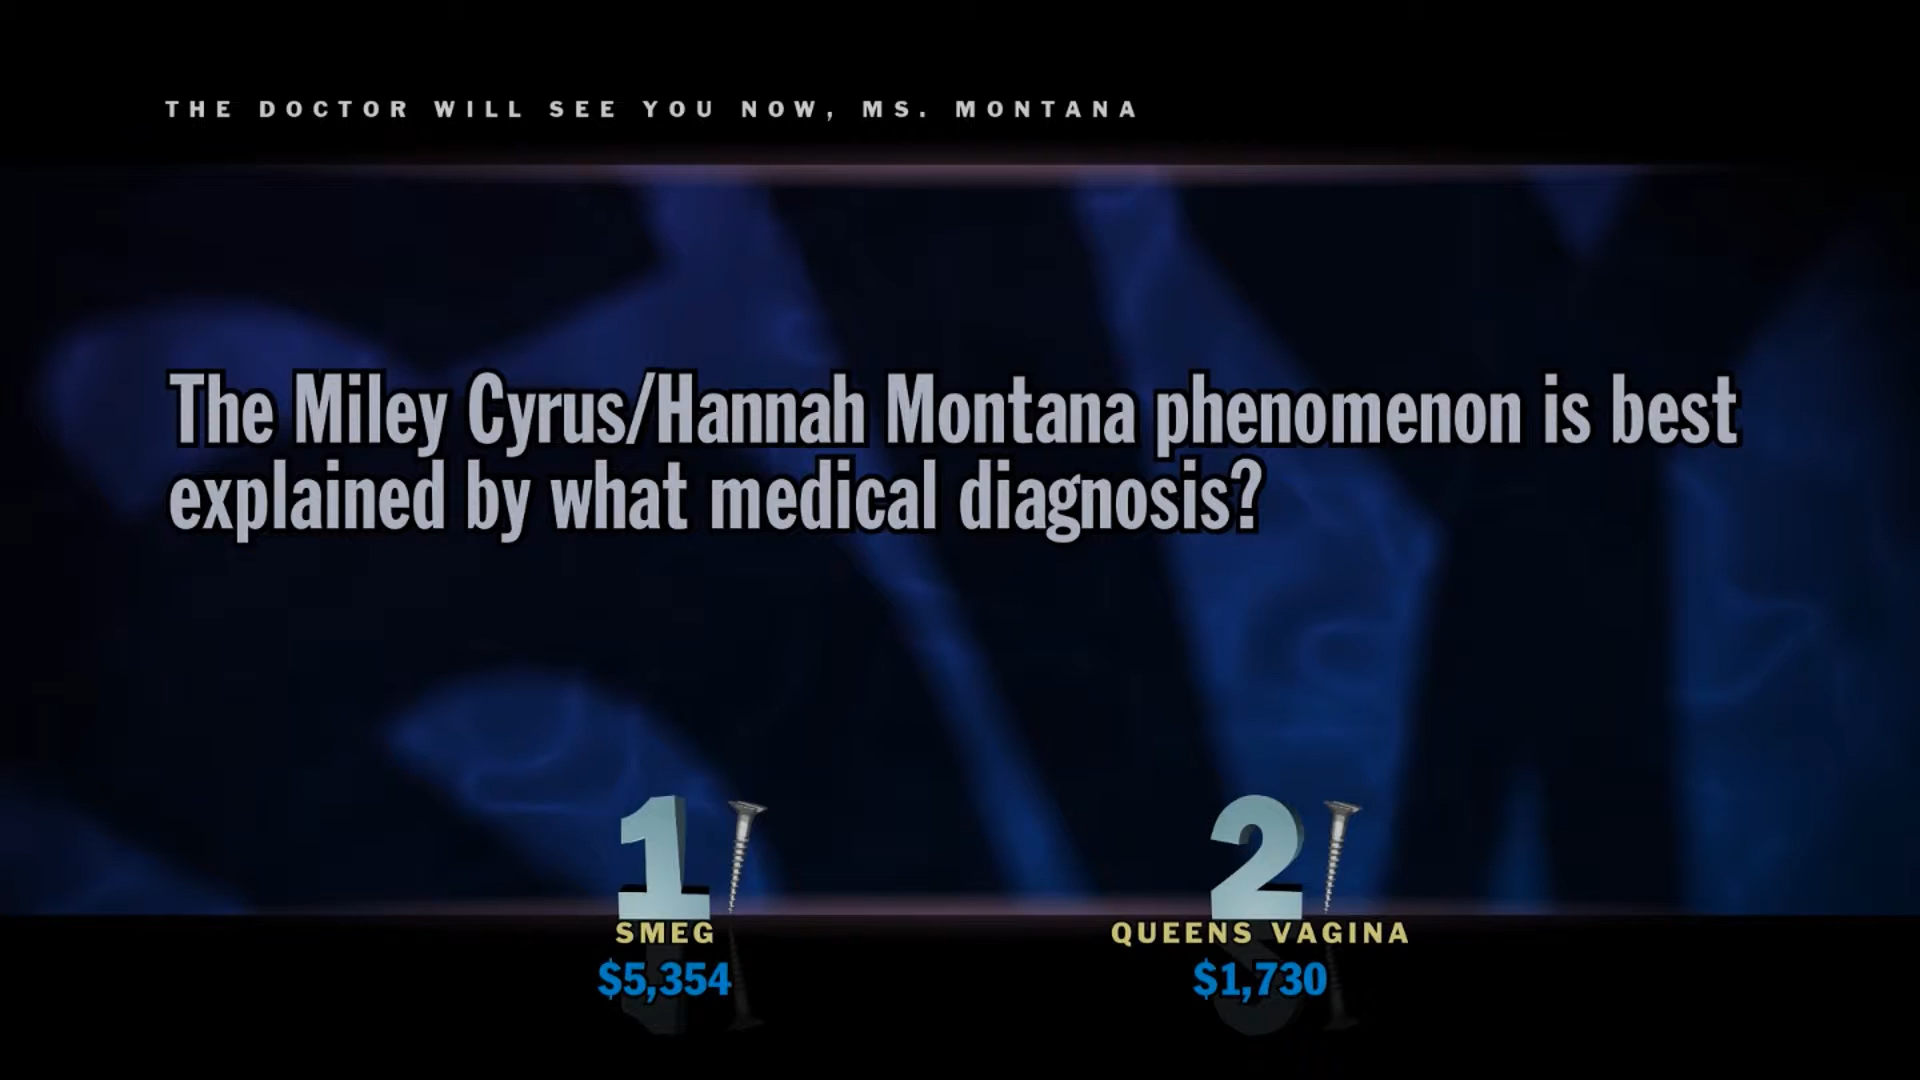 THE DOCTOR WILL SEE YOU NOW, MS. MONTANA
The Miley Cyrus/Hannah Montana phenomenon is best
explained by what medical diagnosis?
1 2
SMEG QUEENS VAGINA
$5,354 $1,730